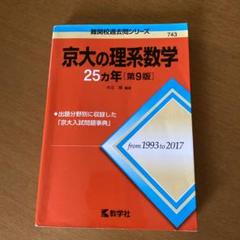 難関校過去問シリーズ
743
京大の理系数学
25カ年[第9版]
編著
●出題分野別に収録した
「京大入試問題事典」
from 1993 to 2017
教学社